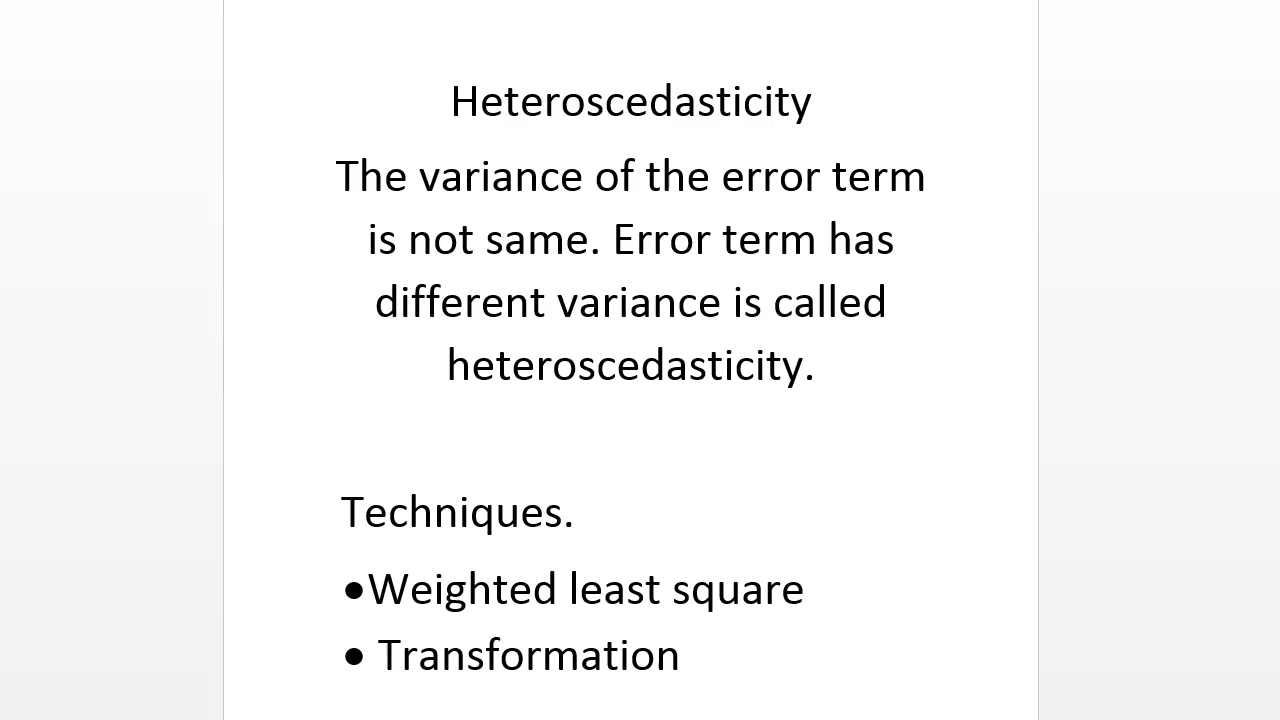 Heteroscedasticity
The variance of the error term
is not same. Error term has
different variance is called
heteroscedasticity.
Techniques.
•Weighted least square
• Transformation